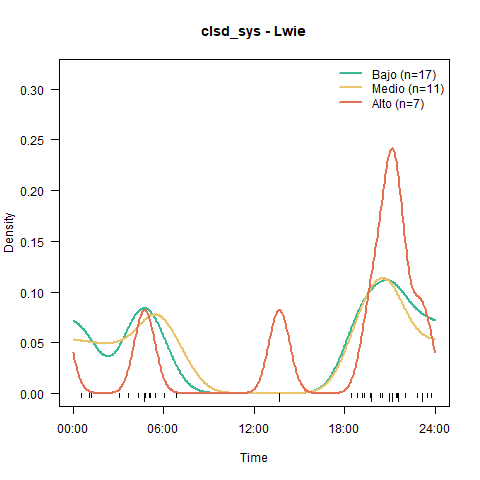 clsd_sys - Lwie
Bajo (n=17)
Medio (n=11)
Alto (n=7)
0.30
0.25
0.20
0.15
0.10
0.05
0.00
Density
00:00 06:00 12:00 18:00 24:00
Time